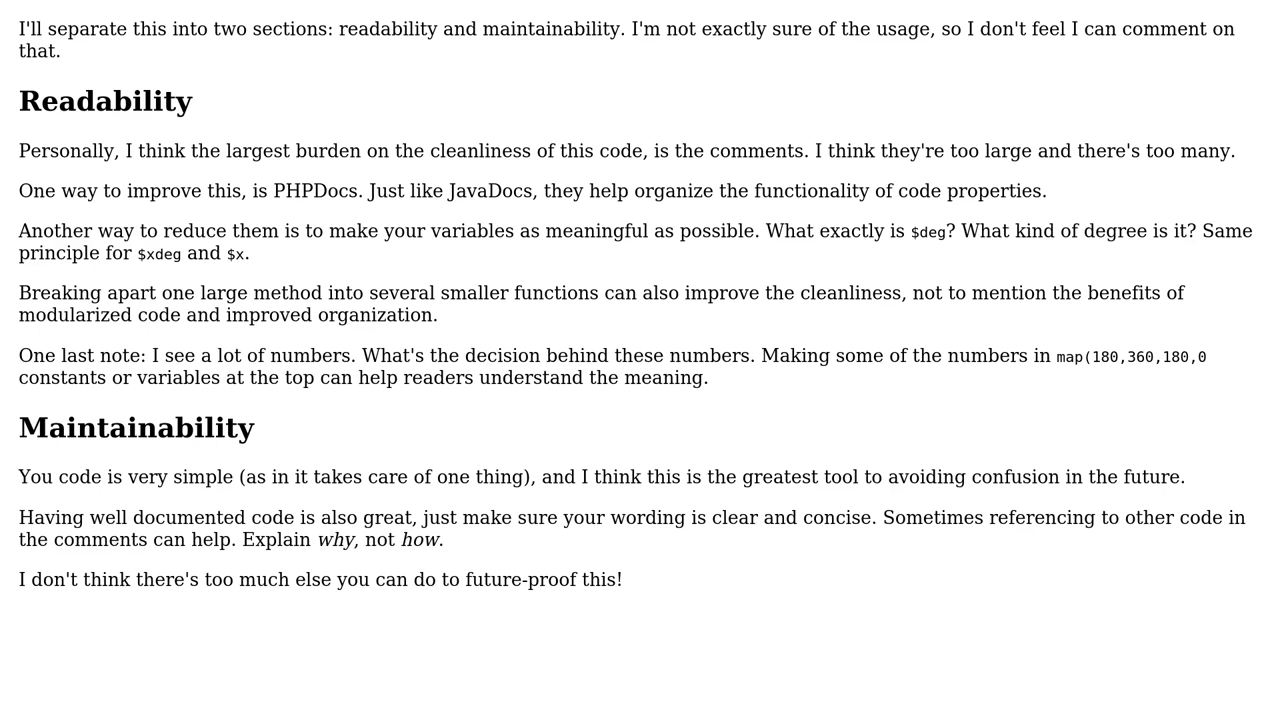 I'll separate this into two sections: readability and maintainability. I'm not exactly sure of the usage, so I don't feel I can comment on
that.
Readability
Personally, I think the largest burden on the cleanliness of this code, is the comments. I think they're too large and there's too many.
One way to improve this, is PHPDocs. Just like JavaDocs, they help organize the functionality of code properties.
Another way to reduce them is to make your variables as meaningful as possible. What exactly is $deg? What kind of degree is it? Same
principle for $xdeg and $x.
Breaking apart one large method into several smaller functions can also improve the cleanliness, not to mention the benefits of
modularized code and improved organization.
One last note: I see a lot of numbers. What's the decision behind these numbers. Making some of the numbers in map(180,360,180,0
constants or variables at the top can help readers understand the meaning.
Maintainability
You code is very simple (as in it takes care of one thing), and I think this is the greatest tool to avoiding confusion in the future.
Having well documented code is also great, just make sure your wording is clear and concise. Sometimes referencing to other code in
the comments can help. Explain why, not how.
I don't think there's too much else you can do to future-proof this!